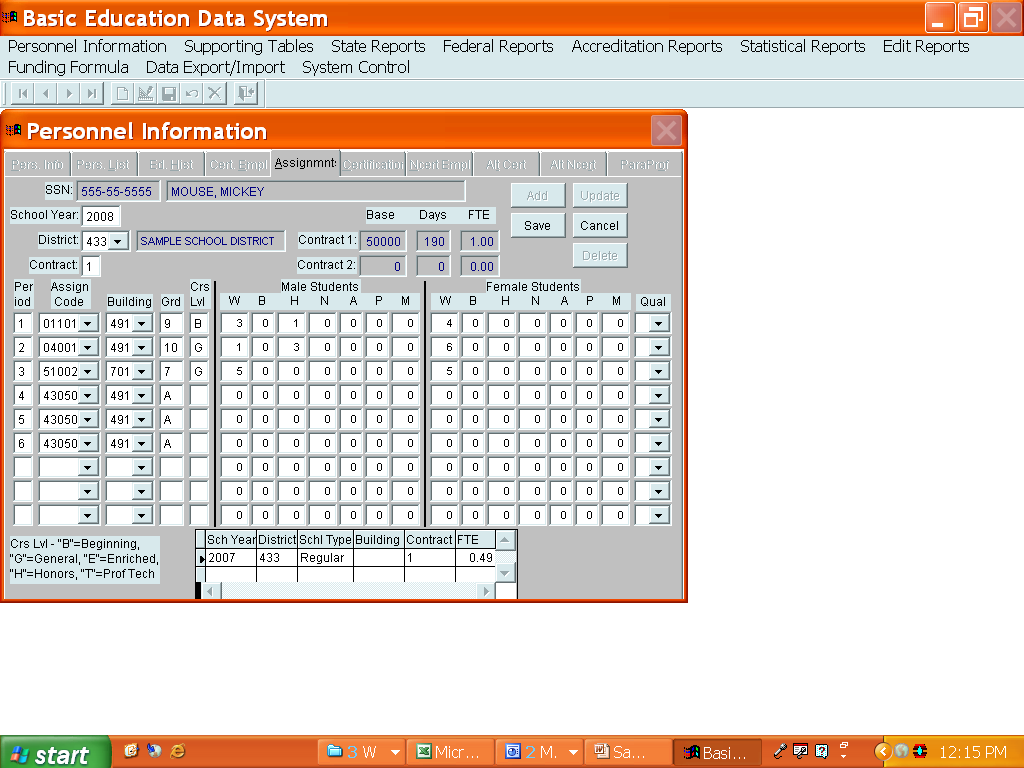 Basic Education Data System
Personnel Information Supporting Tables State Reports Federal Reports Accreditation Reports Statistical Reports Edit Reports
Funding Formula Data Export/Import System Control
Personnel Information
Pers. Info Pers. List Ed. Hist Cert. Empl Assignmnt Certification Ncert Empl Alt Cert Alt Ncert ParaProf
SSN: 555-55-5555 MOUSE, MICKEY Add Update
School Year: 2008 Base Days FTE Save Cancel
District: 433 SAMPLE SCHOOL DISTRICT Contract 1: 50000 190 1.00 Delete
Contract: 1 Contract 2: 0 0 0.00
Per Assign Crs Male Students Female Students
iod Code Building Grd Lvl W B H N A P M W B H N A P M Qual
1 01101 491 9 B 3 0 1 0 0 0 0 4 0 0 0 0 0 0
2 04001 491 10 G 1 0 3 0 0 0 0 6 0 0 0 0 0 0
3 51002 701 7 G 5 0 0 0 0 0 0 5 0 0 0 0 0 0
4 43050 491 A 0 0 0 0 0 0 0 0 0 0 0 0 0 0
5 43050 491 A 0 0 0 0 0 0 0 0 0 0 0 0 0 0
6 43050 491 A 0 0 0 0 0 0 0 0 0 0 0 0 0 0
0 0 0 0 0 0 0 0 0 0 0 0 0 0
0 0 0 0 0 0 0 0 0 0 0 0 0 0
0 0 0 0 0 0 0 0 0 0 0 0 0 0
Crs Lvl - "B"=Beginning,
"G"=General, "E"=Enriched,
"H"=Honors, "T"=Prof Tech
Sch Year District Schl Type Building Contract FTE
2007 433 Regular 1 0.49
start 3 W Micr... 2 M. Sa... Basi... 12:15 PM